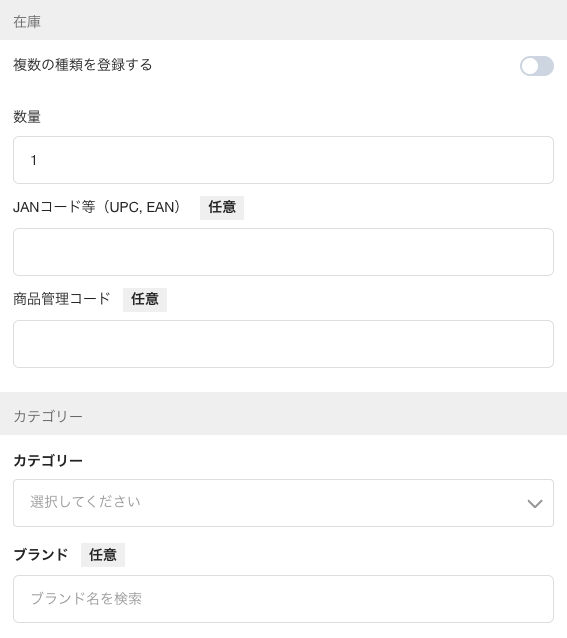 在庫
複数の種類を登録する
数量
1
JANコード等（UPC, EAN） 任意
商品管理コード 任意
カテゴリー
カテゴリー
選択してください
ブランド 任意
ブランド名を検索